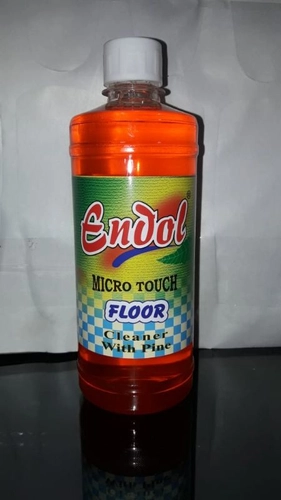 Endol®
MICRO TOUCH
FLOOR
Cleaner
With Pine